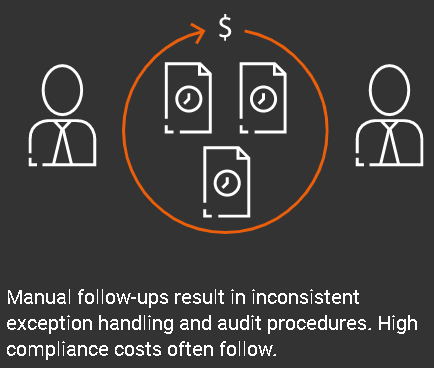 $
Manual follow-ups result in inconsistent
exception handling and audit procedures. High
compliance costs often follow.